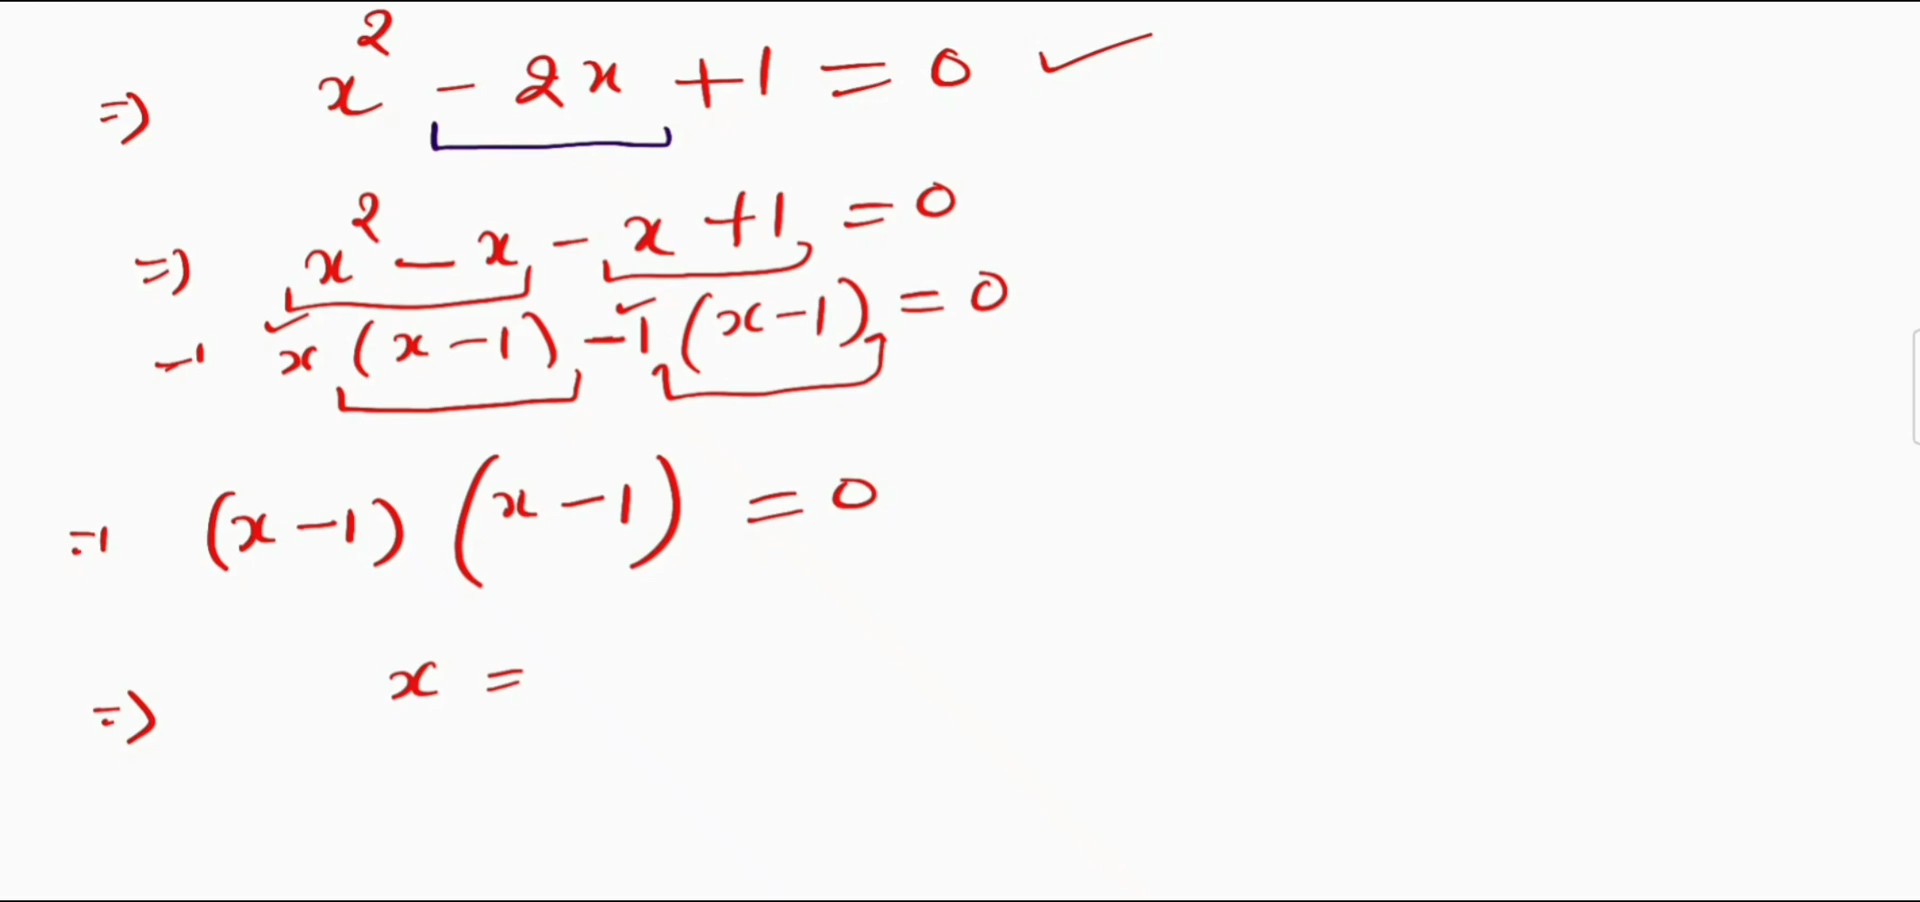 ⇒ x² - 2x + 1 = 0 ✓
⇒ x² - x - x + 1 = 0
x (x - 1) - 1 (x - 1) = 0
(x - 1) (x - 1) = 0
⇒ x =